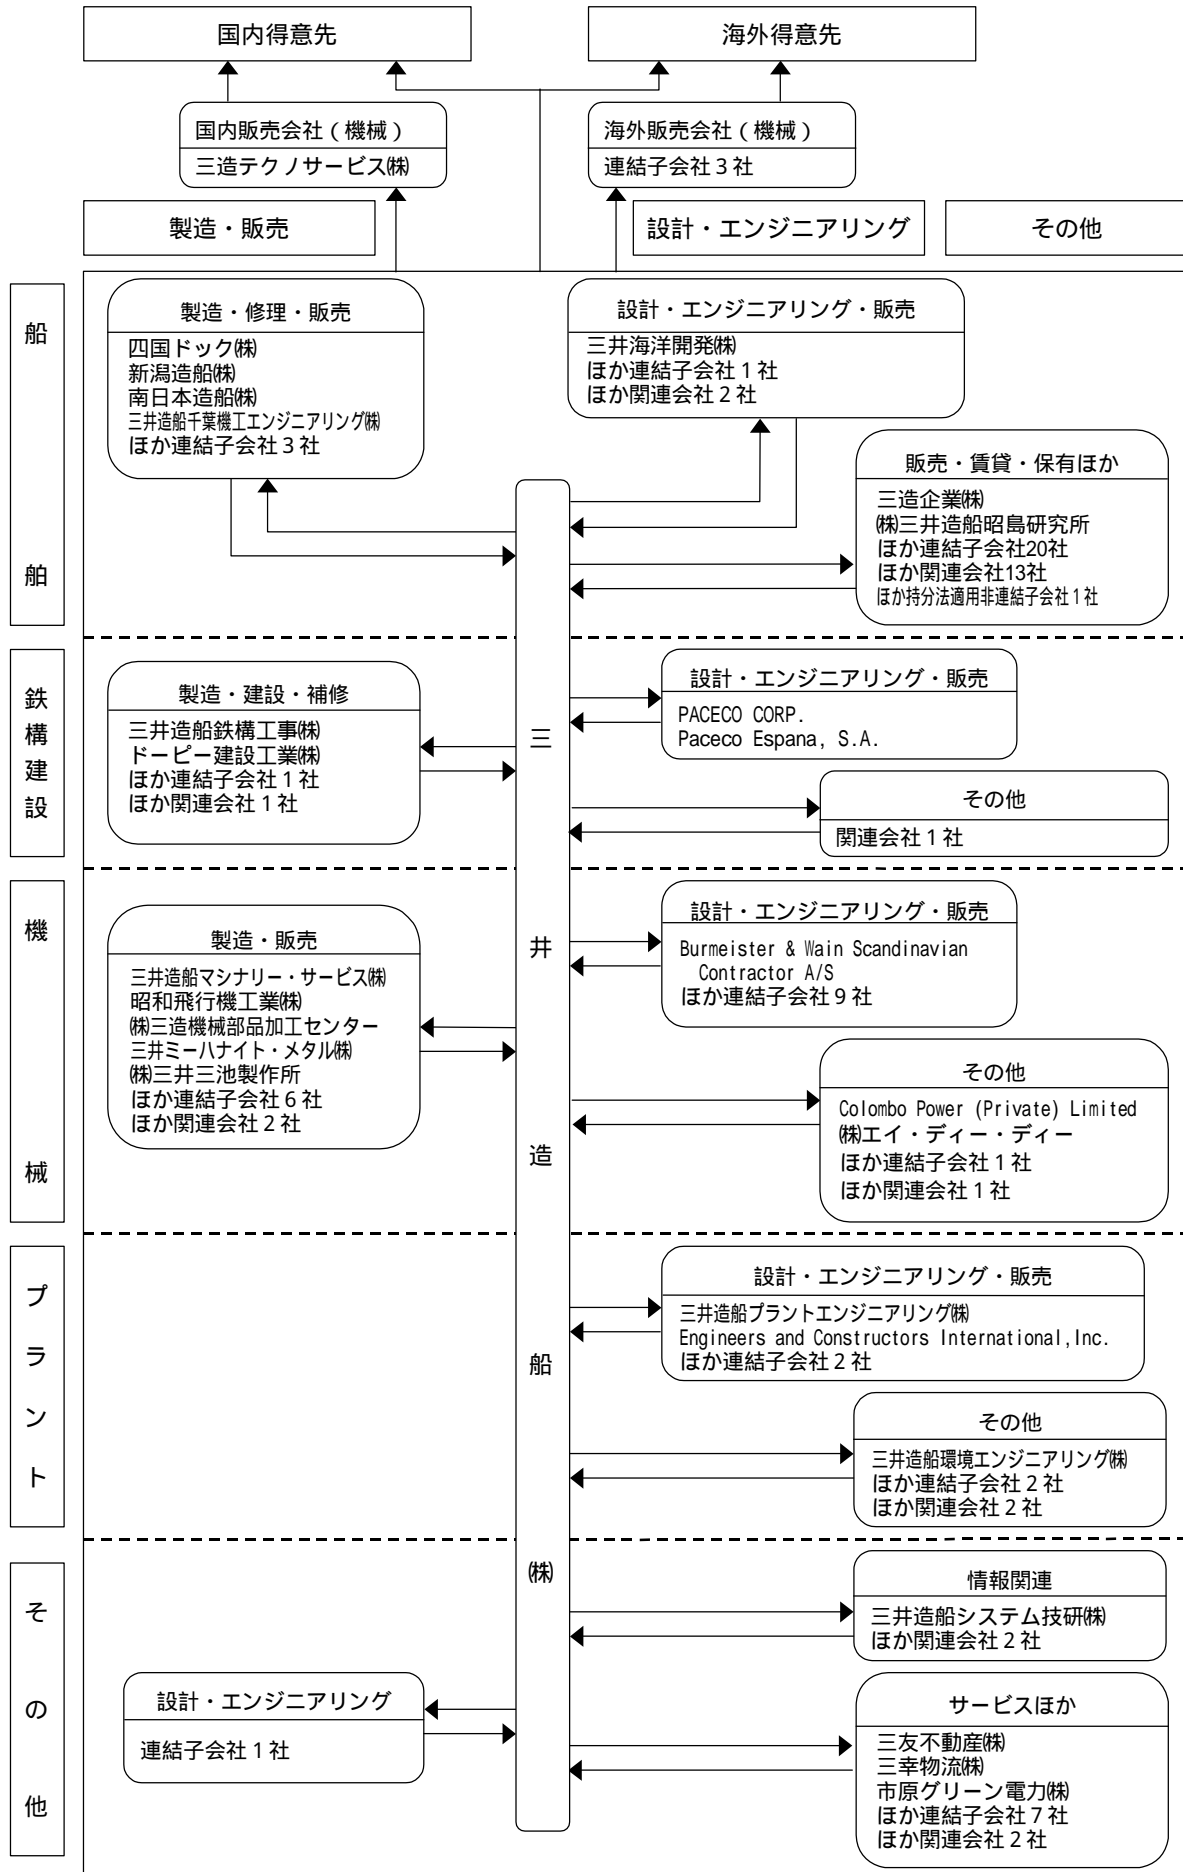 国内得意先
海外得意先
国内販売会社（機械）
三造テクノサービス㈱
海外販売会社（機械）
連結子会社３社
製造・販売
設計・エンジニアリング
その他
船舶
製造・修理・販売
四国ドック㈱
新潟造船㈱
南日本造船㈱
三井造船千葉機工エンジニアリング㈱
ほか連結子会社３社
設計・エンジニアリング・販売
三井海洋開発㈱
ほか連結子会社１社
ほか関連会社２社
販売・賃貸・保有ほか
三造企業㈱
㈱三井造船昭島研究所
ほか連結子会社20社
ほか関連会社13社
ほか持分法適用非連結子会社１社
三井造船㈱
鉄構建設
製造・建設・補修
三井造船鉄構工事㈱
ドーピー建設工業㈱
ほか連結子会社１社
ほか関連会社１社
設計・エンジニアリング・販売
PACECO CORP.
Paceco Espana, S.A.
その他
関連会社１社
機械
製造・販売
三井造船マシナリー・サービス㈱
昭和飛行機工業㈱
㈱三造機械部品加工センター
三井ミーハナイト・メタル㈱
㈱三井三池製作所
ほか連結子会社６社
ほか関連会社２社
設計・エンジニアリング・販売
Burmeister & Wain Scandinavian
Contractor A/S
ほか連結子会社９社
その他
Colombo Power (Private) Limited
㈱エイ・ディー・ディー
ほか連結子会社１社
ほか関連会社１社
プラント
設計・エンジニアリング・販売
三井造船プラントエンジニアリング㈱
Engineers and Constructors International,Inc.
ほか連結子会社２社
その他
三井造船環境エンジニアリング㈱
ほか連結子会社２社
ほか関連会社２社
その他
設計・エンジニアリング
連結子会社１社
情報関連
三井造船システム技研㈱
ほか関連会社２社
サービスほか
三友不動産㈱
三幸物流㈱
市原グリーン電力㈱
ほか連結子会社７社
ほか関連会社２社